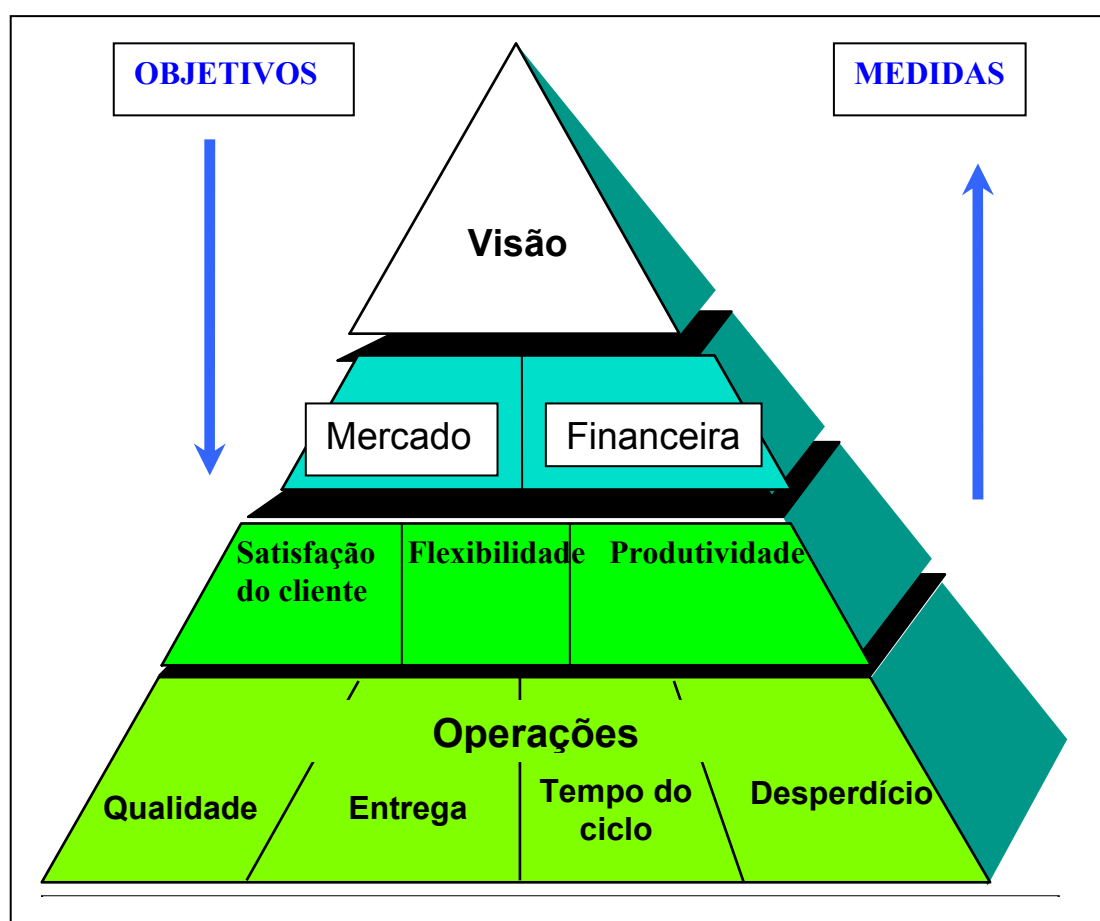 OBJETIVOS
MEDIDAS
Visão
Mercado
Financeira
Satisfação
do cliente
Flexibilidade
Produtividade
Operações
Qualidade
Entrega
Tempo do
ciclo
Desperdício